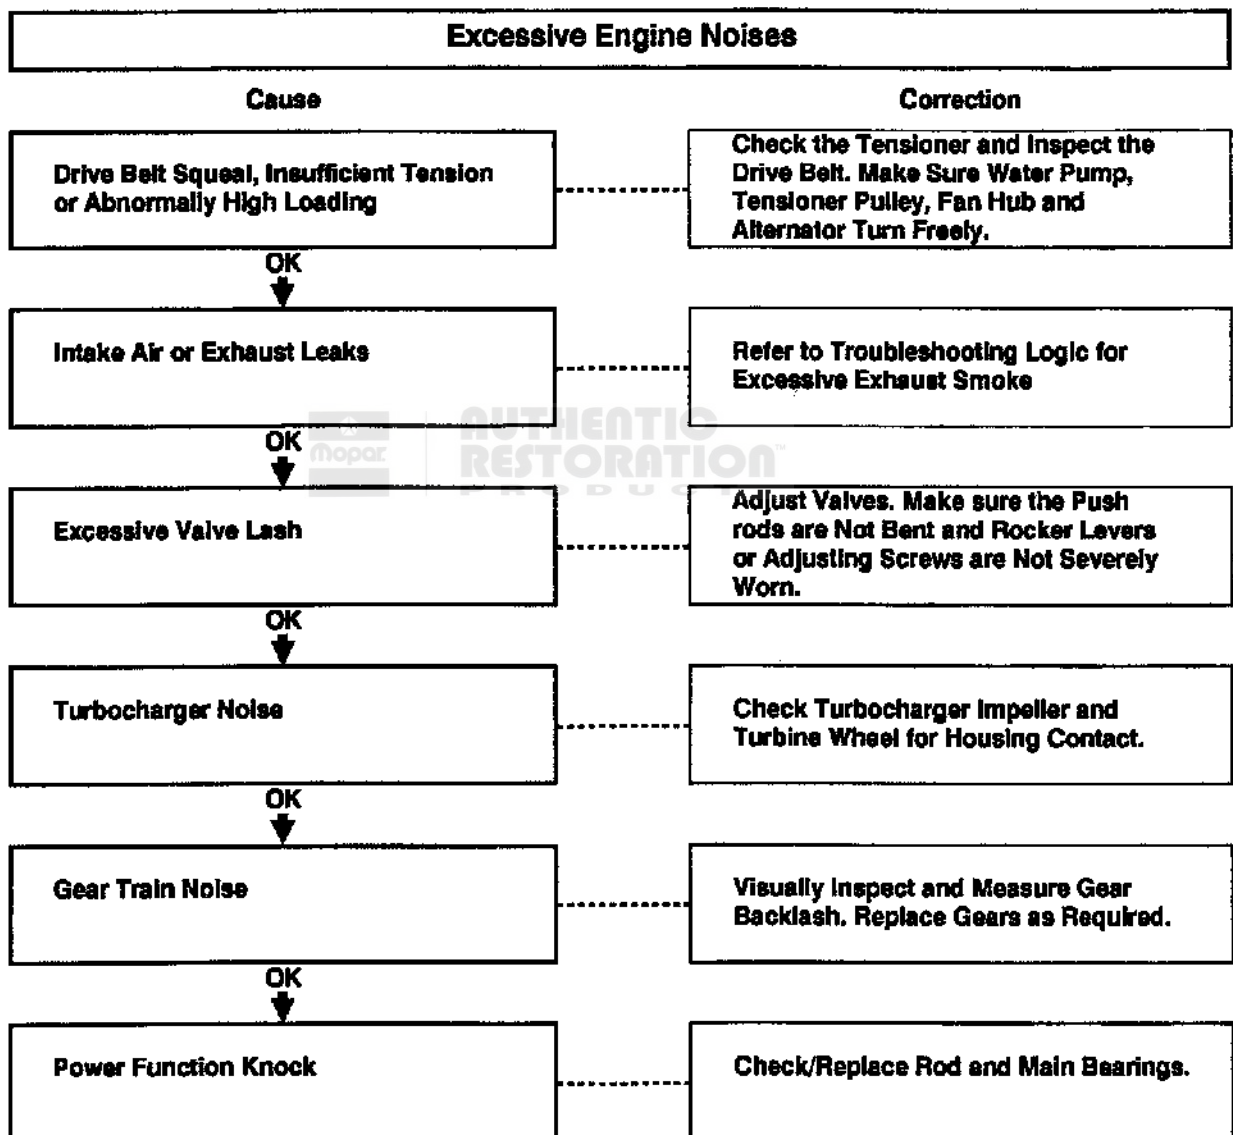 Excessive Engine Noises
Cause
Correction
Drive Belt Squeal, Insufficient Tension
or Abnormally High Loading
Check the Tensioner and Inspect the
Drive Belt. Make Sure Water Pump,
Tensioner Pulley, Fan Hub and
Alternator Turn Freely.
OK
Intake Air or Exhaust Leaks
Refer to Troubleshooting Logic for
Excessive Exhaust Smoke
OK
Mopar
AUTHENTIC
RESTORATION™
PRODUCT
Excessive Valve Lash
Adjust Valves. Make sure the Push
rods are Not Bent and Rocker Levers
or Adjusting Screws are Not Severely
Worn.
OK
Turbocharger Noise
Check Turbocharger Impeller and
Turbine Wheel for Housing Contact.
OK
Gear Train Noise
Visually Inspect and Measure Gear
Backlash. Replace Gears as Required.
OK
Power Function Knock
Check/Replace Rod and Main Bearings.